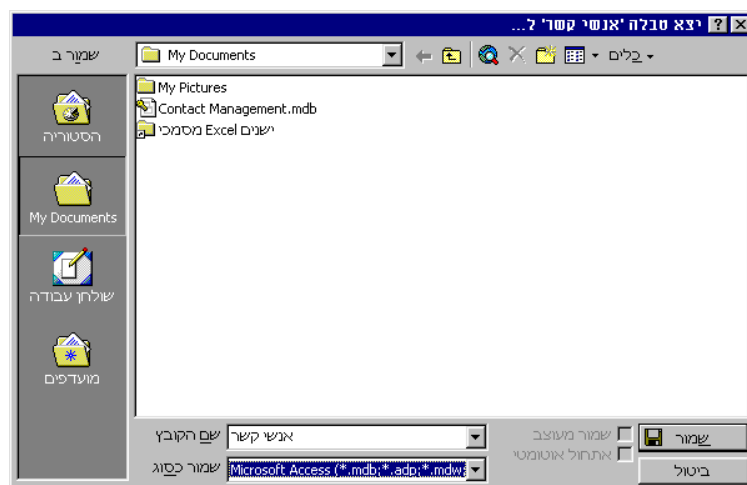 יצא טבלה 'אנשי קשר' ל...
שמור ב
My Documents
כלים
My Pictures
Contact Management.mdb
מסמכי Excel ישנים
הסטוריה
My Documents
שולחן עבודה
מועדפים
שם הקובץ
אנשי קשר
שמור מעוצב
אתחול אוטומטי
שמור
שמור כסוג
Microsoft Access (*.mdb;*.adp;*.mdw;
ביטול